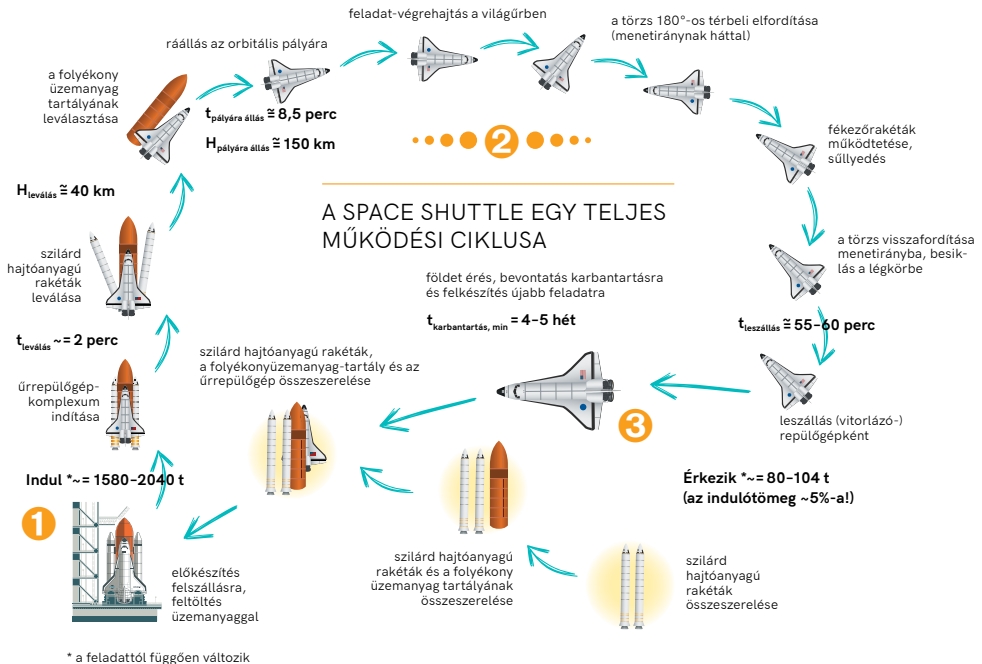 A SPACE SHUTTLE EGY TELJES
MŰKÖDÉSI CIKLUSA
1
előkészítés
felszállásra,
feltöltés
üzemanyaggal
Indul *~= 1580–2040 t
űrrepülőgép-
komplexum
indítása
tleválás ~= 2 perc
szilárd
hajtóanyagú
rakéták
leválása
Hleválás ≅ 40 km
a folyékony
üzemanyag
tartályának
leválasztása
ráállás az orbitális pályára
tpályára állás ≅ 8,5 perc
Hpályára állás ≅ 150 km
2
feladat-végrehajtás a világűrben
a törzs 180°-os térbeli elfordítása
(menetiránynak háttal)
fékezőrakéták
működtetése,
sűllyedés
a törzs visszafordítása
menetirányba, besik-
lás a légkörbe
tleszállás ≅ 55–60 perc
leszállás (vitorlázó-)
repülőgépként
Érkezik *~= 80–104 t
(az indulótömeg ~5%-a!)
3
földet érés, bevontatás karbantartásra
és felkészítés újabb feladatra
tkarbantartás, min = 4–5 hét
szilárd hajtóanyagú rakéták,
a folyékonyüzemanyag-tartály és az
űrrepülőgép összeszerelése
szilárd hajtóanyagú
rakéták és a folyékony
üzemanyag tartályának
összeszerelése
szilárd
hajtóanyagú
rakéták
összeszerelése
* a feladattól függően változik